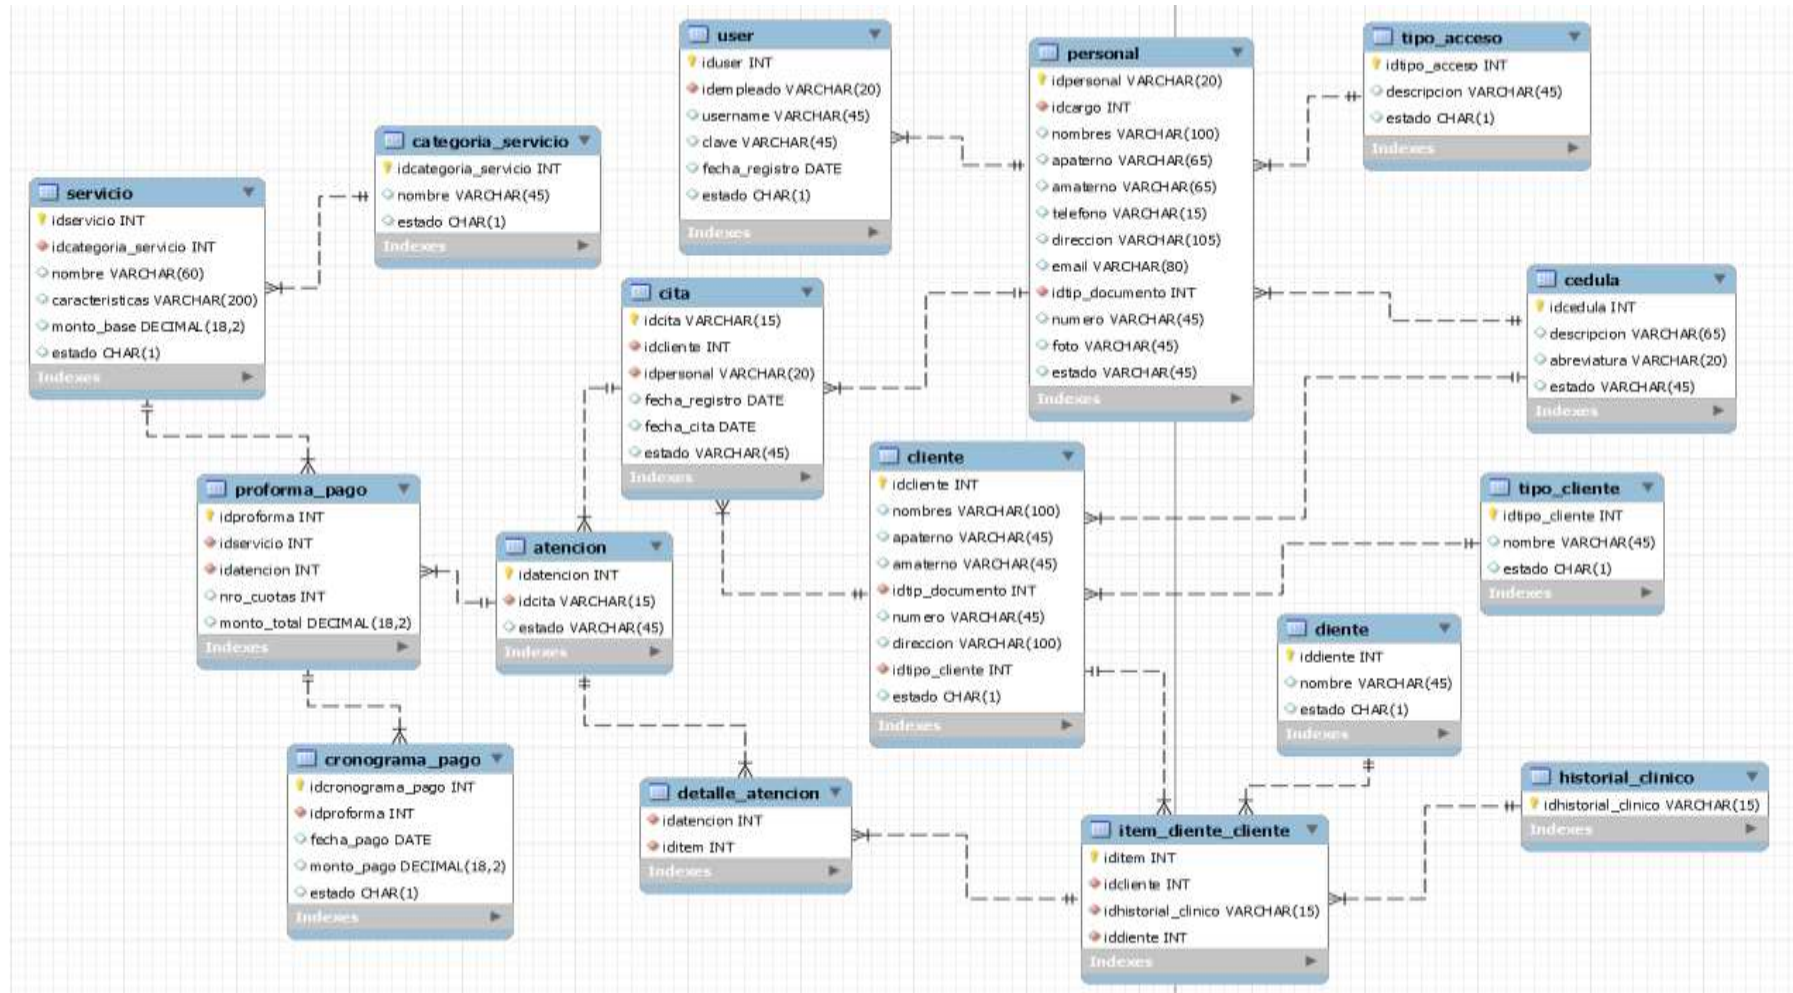 user
iduser INT
idempleado VARCHAR(20)
username VARCHAR(45)
clave VARCHAR(45)
fecha_registro DATE
estado CHAR(1)
Indexes
personal
idpersonal VARCHAR(20)
idcargo INT
nombres VARCHAR(100)
apaterno VARCHAR(65)
amaterno VARCHAR(65)
telefono VARCHAR(15)
direccion VARCHAR(105)
email VARCHAR(80)
idtip_documento INT
numero VARCHAR(45)
foto VARCHAR(45)
estado VARCHAR(45)
Indexes
tipo_acceso
idtipo_acceso INT
descripcion VARCHAR(45)
estado CHAR(1)
Indexes
categoria_servicio
idcategoria_servicio INT
nombre VARCHAR(45)
estado CHAR(1)
Indexes
servicio
idservicio INT
idcategoria_servicio INT
nombre VARCHAR(60)
caracteristicas VARCHAR(200)
monto_base DECIMAL(18,2)
estado CHAR(1)
Indexes
cita
idcita VARCHAR(15)
idcliente INT
idpersonal VARCHAR(20)
fecha_registro DATE
fecha_cita DATE
estado VARCHAR(45)
Indexes
cedula
idcedula INT
descripcion VARCHAR(65)
abreviatura VARCHAR(20)
estado VARCHAR(45)
Indexes
cliente
idcliente INT
nombres VARCHAR(100)
apaterno VARCHAR(45)
amaterno VARCHAR(45)
idtip_documento INT
numero VARCHAR(45)
direccion VARCHAR(100)
idtipo_cliente INT
estado CHAR(1)
Indexes
tipo_cliente
idtipo_cliente INT
nombre VARCHAR(45)
estado CHAR(1)
Indexes
proforma_pago
idproforma INT
idservicio INT
idatencion INT
nro_cuotas INT
monto_total DECIMAL(18,2)
Indexes
atencion
idatencion INT
idcita VARCHAR(15)
estado VARCHAR(45)
Indexes
diente
iddiente INT
nombre VARCHAR(45)
estado CHAR(1)
Indexes
cronograma_pago
idcronograma_pago INT
idproforma INT
fecha_pago DATE
monto_pago DECIMAL(18,2)
estado CHAR(1)
Indexes
detalle_atencion
idatencion INT
iditem INT
Indexes
item_diente_cliente
iditem INT
idcliente INT
idhistorial_clinico VARCHAR(15)
iddiente INT
Indexes
historial_clinico
idhistorial_clinico VARCHAR(15)
Indexes